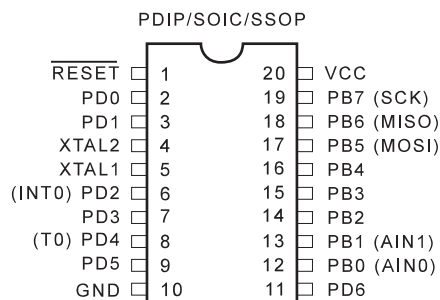 PDIP/SOIC/SSOP
RESET 1 20 VCC
PD0 2 19 PB7 (SCK)
PD1 3 18 PB6 (MISO)
XTAL2 4 17 PB5 (MOSI)
XTAL1 5 16 PB4
(INT0) PD2 6 15 PB3
PD3 7 14 PB2
(T0) PD4 8 13 PB1 (AIN1)
PD5 9 12 PB0 (AIN0)
GND 10 11 PD6